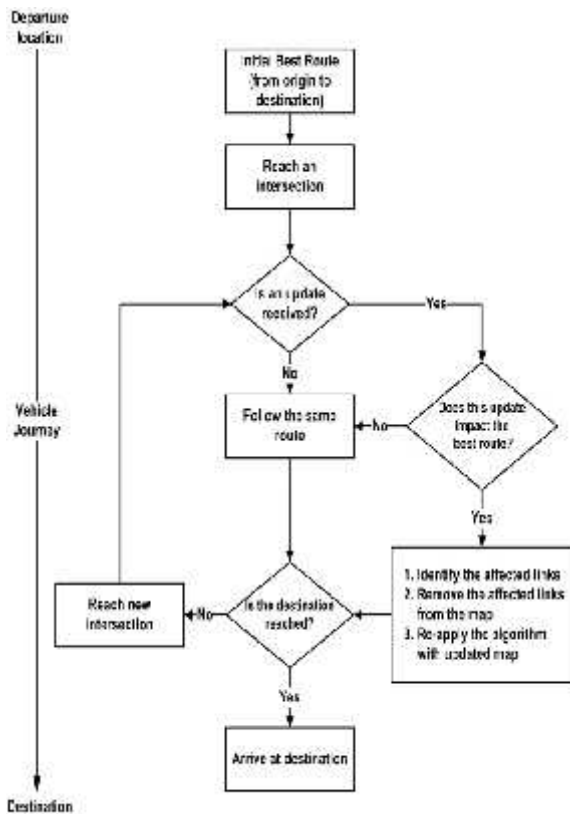 Departure
location
Initial Best Route
(from origin to
destination)
Reach an
intersection
Is an update
received?
Yes
No
Vehicle
Journey
Follow the same
route
No
Does this update
impact the
best route?
Yes
Reach new
intersection
No
Is the destination
reached?
1. Identify the affected links
2. Remove the affected links
from the map
3. Re-apply the algorithm
with updated map
Yes
Arrive at destination
Destination